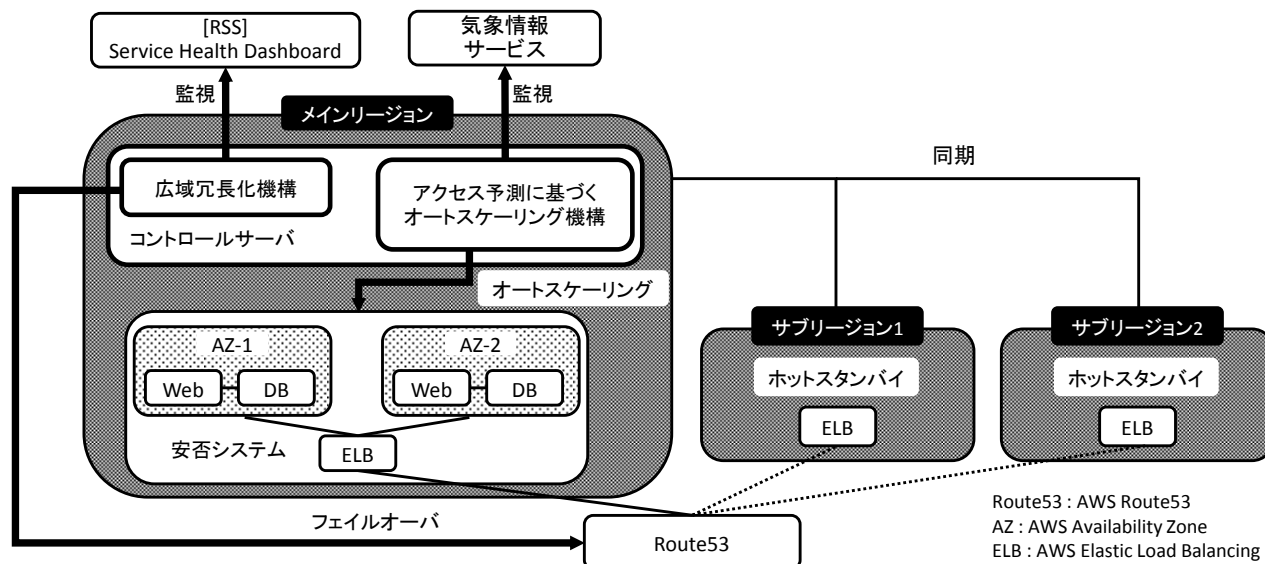 [RSS]
Service Health Dashboard
気象情報
サービス
監視
監視
メインリージョン
広域冗長化機構
アクセス予測に基づく
オートスケーリング機構
コントロールサーバ
同期
オートスケーリング
AZ-1
Web
DB
AZ-2
Web
DB
安否システム
ELB
サブリージョン1
ホットスタンバイ
ELB
サブリージョン2
ホットスタンバイ
ELB
フェイルオーバ
Route53
Route53 : AWS Route53
AZ : AWS Availability Zone
ELB : AWS Elastic Load Balancing